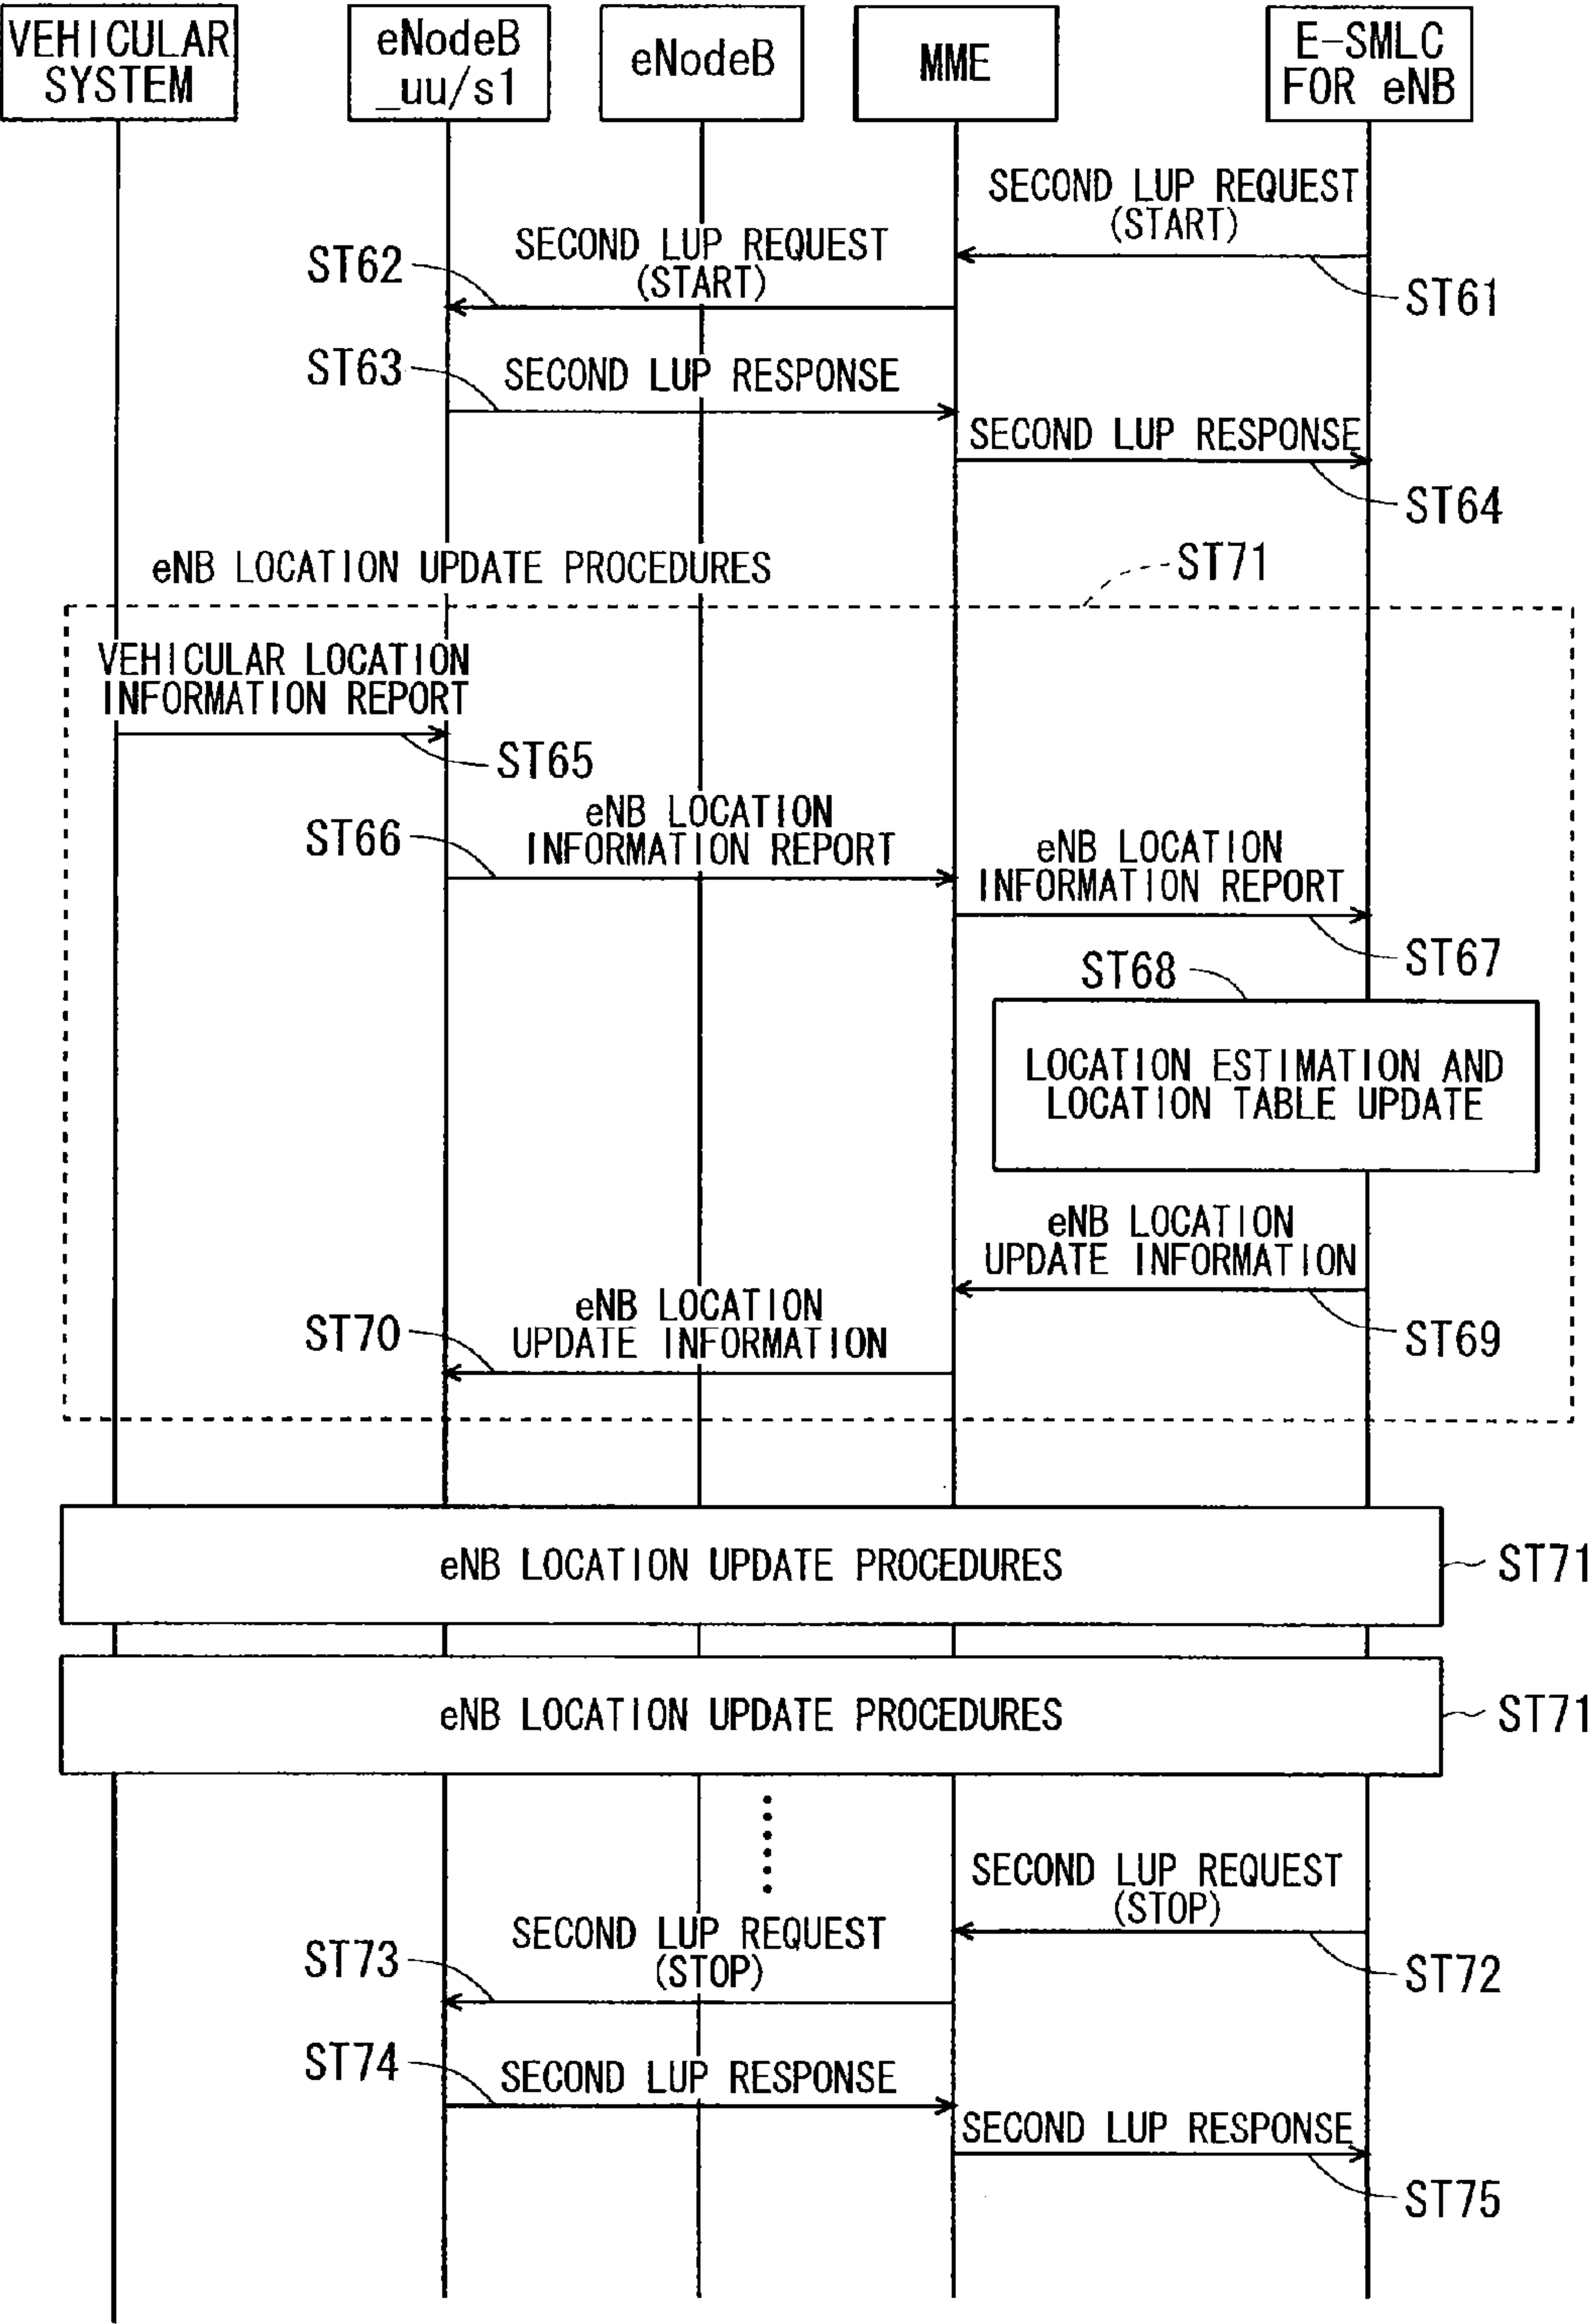 VEHICULAR
SYSTEM
eNodeB
_uu/s1
eNodeB
MME
E-SMLC
FOR eNB
SECOND LUP REQUEST
(START)
ST61
SECOND LUP REQUEST
(START)
ST62
ST63
SECOND LUP RESPONSE
SECOND LUP RESPONSE
ST64
eNB LOCATION UPDATE PROCEDURES
ST71
VEHICULAR LOCATION
INFORMATION REPORT
ST65
eNB LOCATION
INFORMATION REPORT
ST66
eNB LOCATION
INFORMATION REPORT
ST67
ST68
LOCATION ESTIMATION AND
LOCATION TABLE UPDATE
eNB LOCATION
UPDATE INFORMATION
ST69
eNB LOCATION
UPDATE INFORMATION
ST70
eNB LOCATION UPDATE PROCEDURES
ST71
eNB LOCATION UPDATE PROCEDURES
ST71
SECOND LUP REQUEST
(STOP)
ST72
SECOND LUP REQUEST
(STOP)
ST73
ST74
SECOND LUP RESPONSE
SECOND LUP RESPONSE
ST75